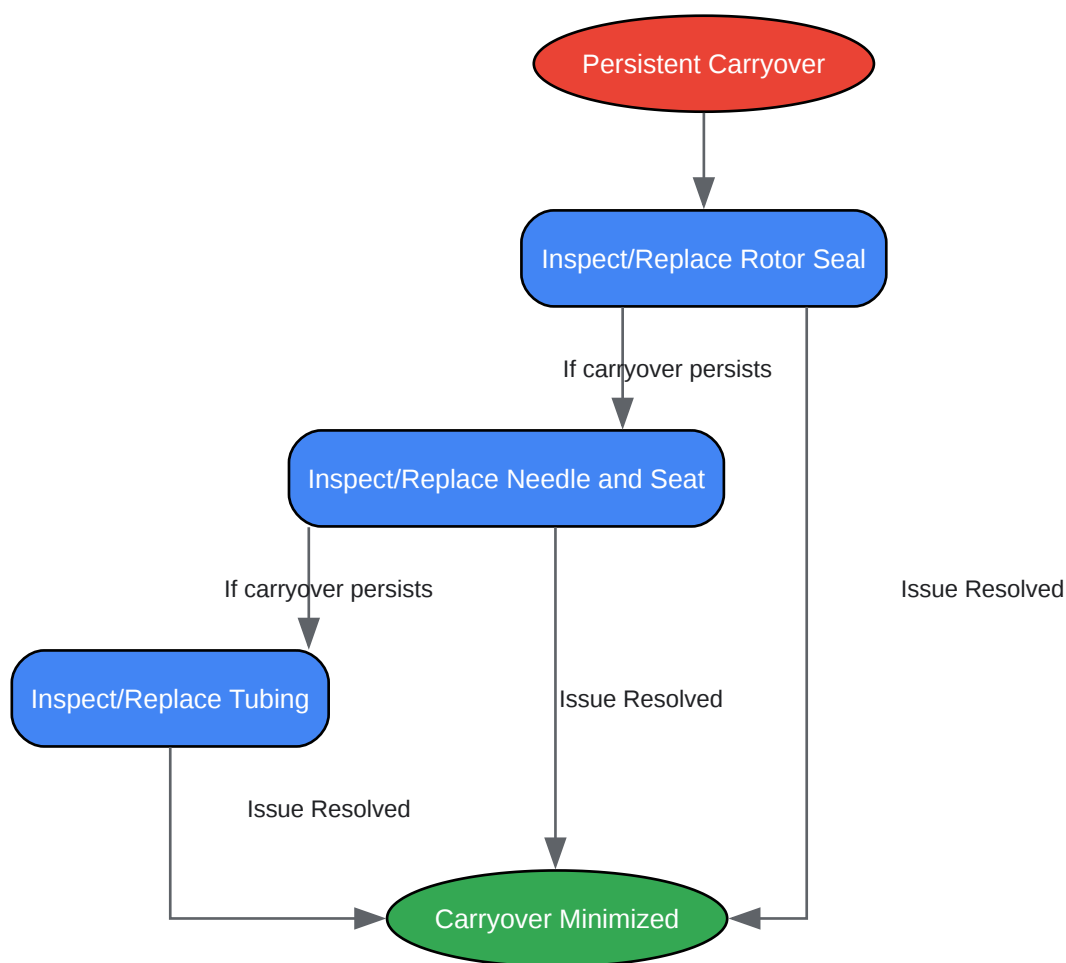 Persistent Carryover
Inspect/Replace Rotor Seal
If carryover persists
Inspect/Replace Needle and Seat
If carryover persists
Issue Resolved
Inspect/Replace Tubing
Issue Resolved
Issue Resolved
Carryover Minimized